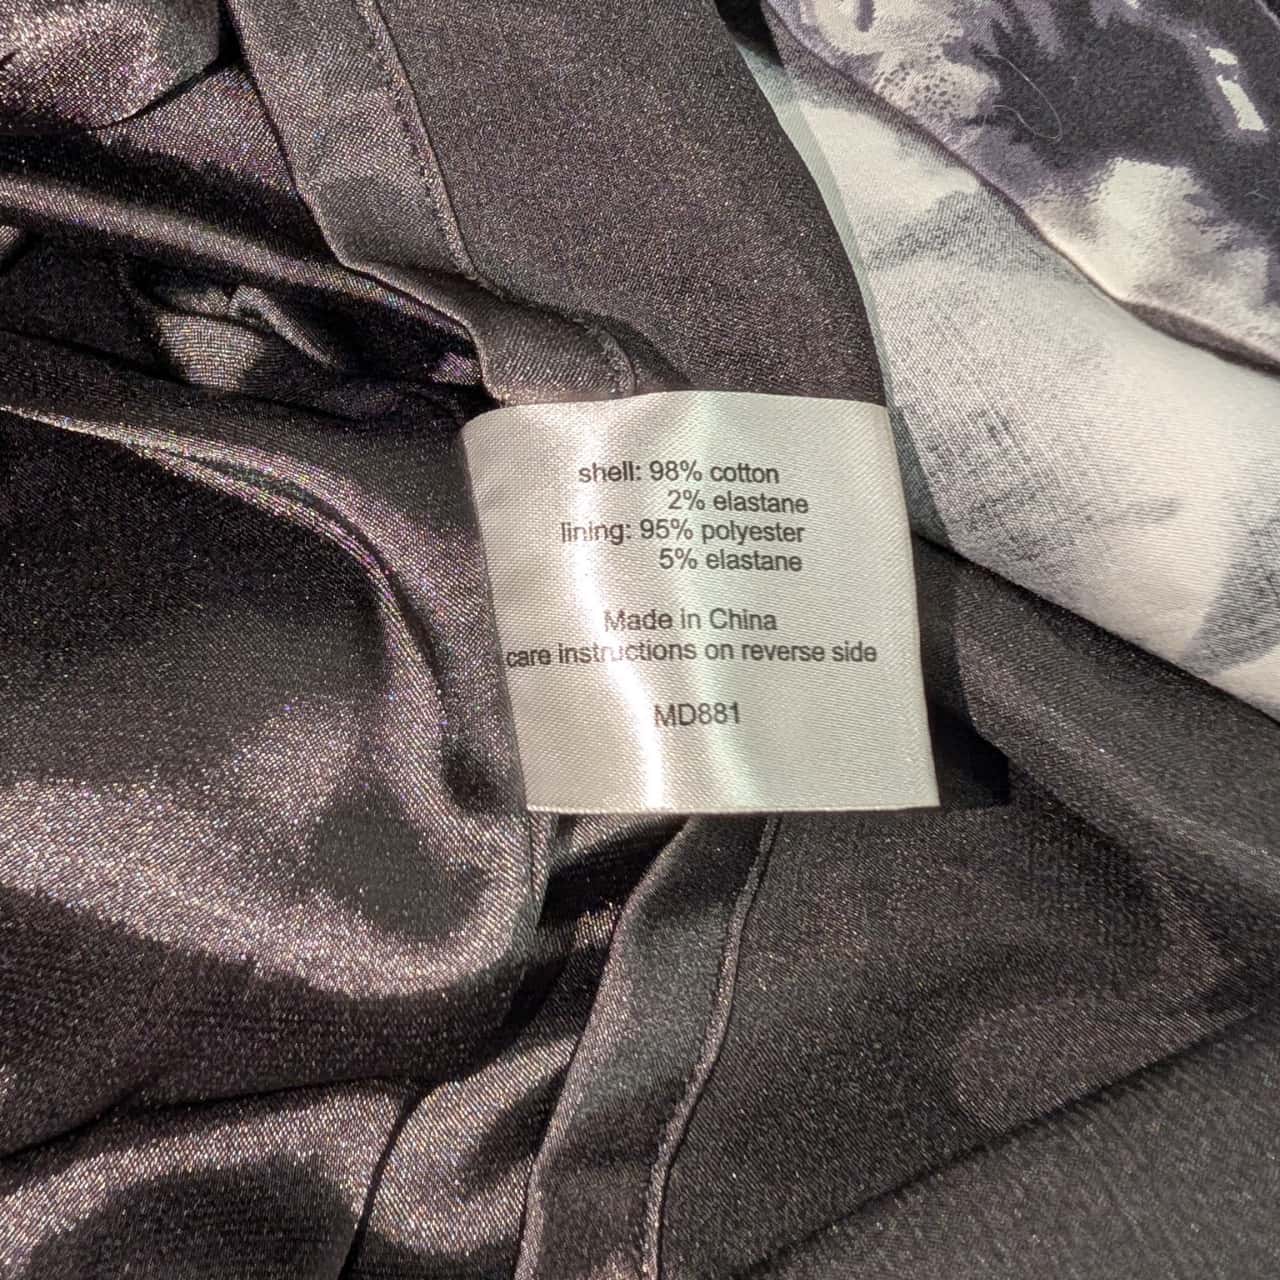 shell: 98% cotton
2% elastane
lining: 95% polyester
5% elastane
Made in China
care instructions on reverse side
MD881